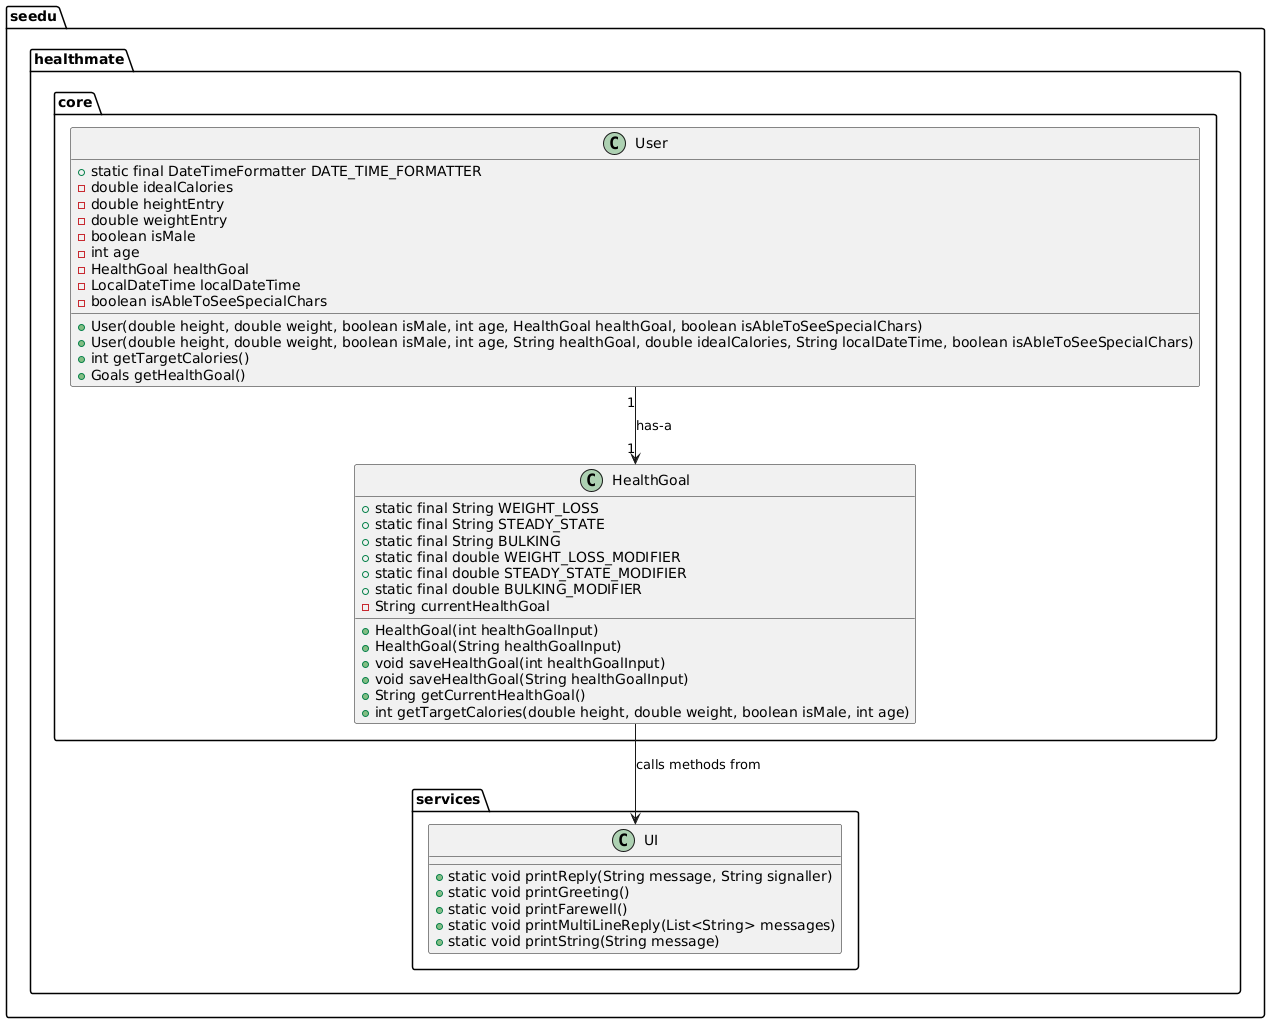 seedu
healthmate
core
C User
static final DateTimeFormatter DATE_TIME_FORMATTER
double idealCalories
double heightEntry
double weightEntry
boolean isMale
int age
HealthGoal healthGoal
LocalDateTime localDateTime
boolean isAbleToSeeSpecialChars
User(double height, double weight, boolean isMale, int age, HealthGoal healthGoal, boolean isAbleToSeeSpecialChars)
User(double height, double weight, boolean isMale, int age, String healthGoal, double idealCalories, String localDateTime, boolean isAbleToSeeSpecialChars)
int getTargetCalories()
Goals getHealthGoal()
1
has-a
1
C HealthGoal
static final String WEIGHT_LOSS
static final String STEADY_STATE
static final String BULKING
static final double WEIGHT_LOSS_MODIFIER
static final double STEADY_STATE_MODIFIER
static final double BULKING_MODIFIER
String currentHealthGoal
HealthGoal(int healthGoalInput)
HealthGoal(String healthGoalInput)
void saveHealthGoal(int healthGoalInput)
void saveHealthGoal(String healthGoalInput)
String getCurrentHealthGoal()
int getTargetCalories(double height, double weight, boolean isMale, int age)
calls methods from
services
C UI
static void printReply(String message, String signaller)
static void printGreeting()
static void printFarewell()
static void printMultiLineReply(List<String> messages)
static void printString(String message)